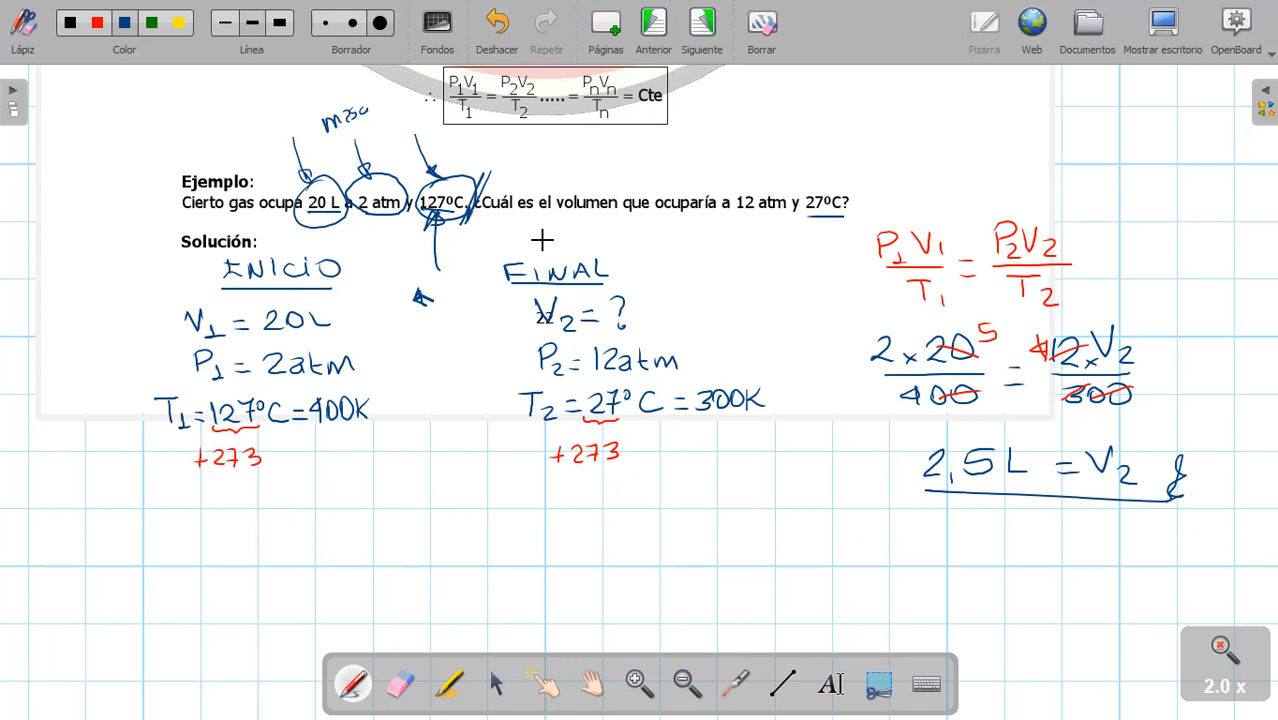 Lápiz
Color
Línea
Borrador
Fondos
Deshacer
Repetir
Páginas
Anterior
Siguiente
Borrar
Pizarra
Web
Documentos
Mostrar escritorio
OpenBoard
∴ P₁V₁/T₁ = P₂V₂/T₂ ..... = PₙVₙ/Tₙ = Cte
Ejemplo:
Cierto gas ocupa 20 L a 2 atm y 127ºC. ¿Cuál es el volumen que ocuparía a 12 atm y 27ºC?
Solución:
INICIO
V₁ = 20L
P₁ = 2atm
T₁ = 127°C = 400K
+273
FINAL
V₂ = ?
22
P₂ = 12atm
T₂ = 27°C = 300K
+273
P₁V₁/T₁ = P₂V₂/T₂
2 x 20 5 / 400 = 4 12 x V₂ / 300
2,5 L = V₂
2.0 x